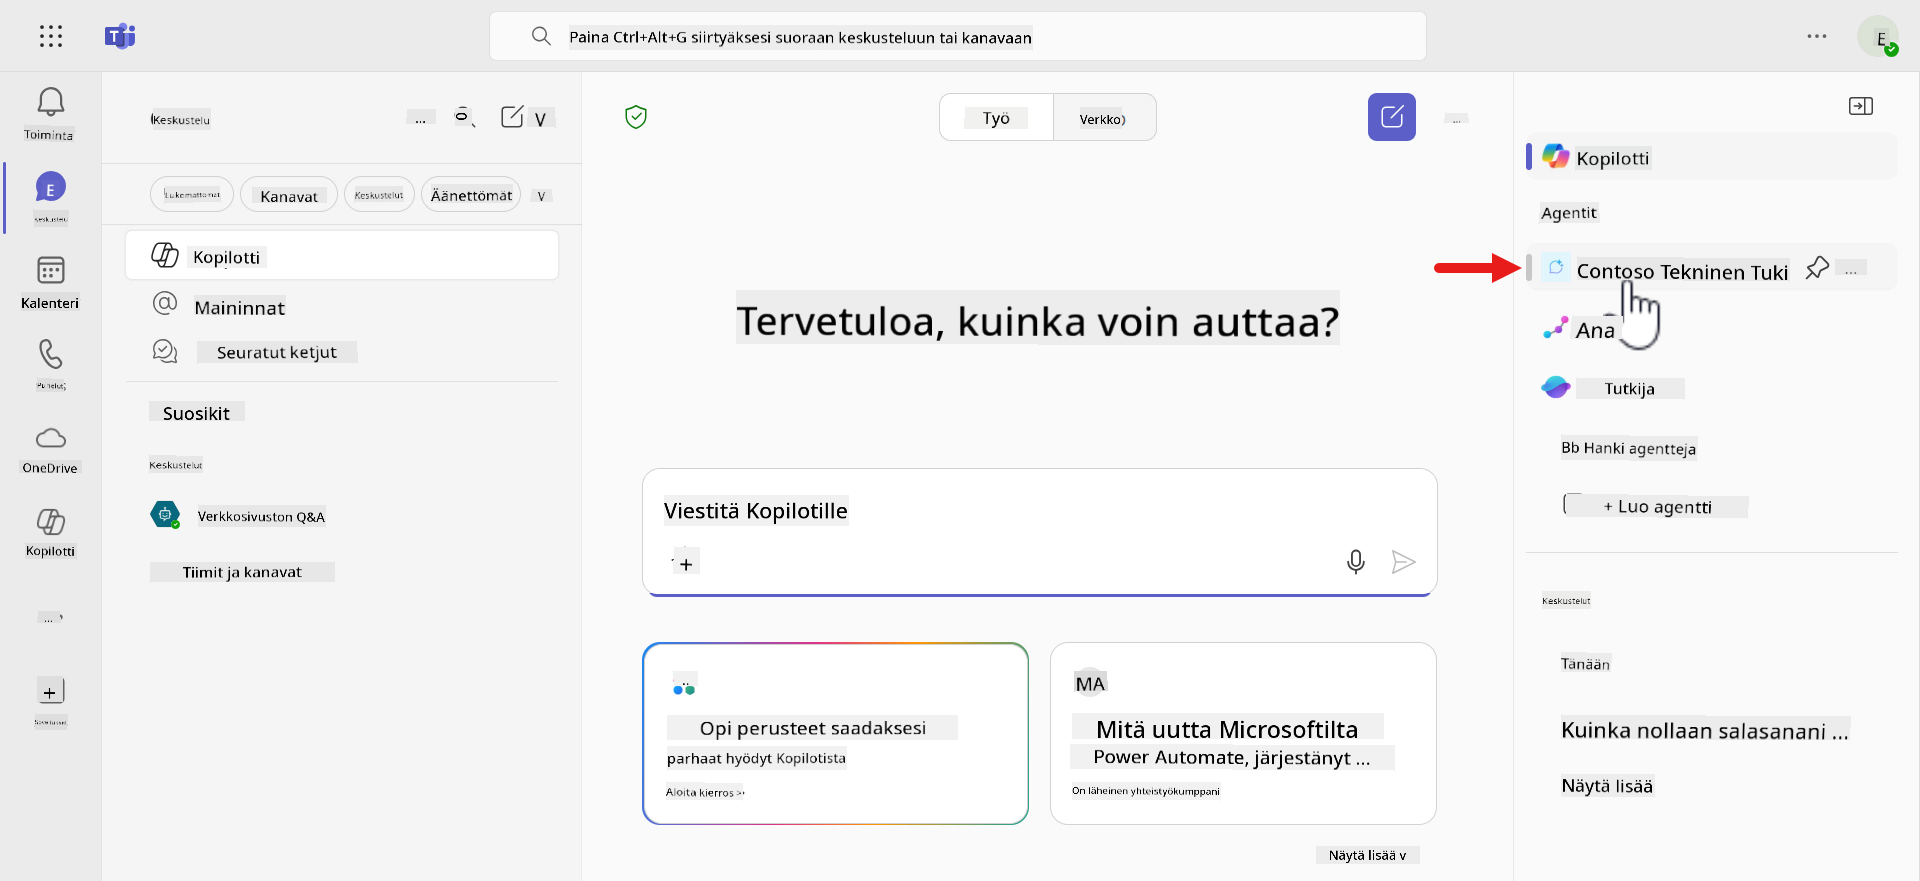 Paina Ctrl+Alt+G siirtyäksesi suoraan keskusteluun tai kanavaan
E
Toiminta
E
Kalenteri
OneDrive
Kopilotti
...
+
Keskustelu
...
V
Lukemattomat
Kanavat
Keskustelut
Äänettömät
V
Kopilotti
Maininnat
Seuratut ketjut
Suosikit
Keskustelut
Verkkosivuston Q&A
Tiimit ja kanavat
Työ
Verkko)
...
Tervetuloa, kuinka voin auttaa?
Viestitä Kopilotille
+
Opi perusteet saadaksesi
parhaat hyödyt Kopilotista
Aloita kierros >
MA
Mitä uutta Microsoftilta
Power Automate, järjestänyt ...
On läheinen yhteistyökumppani
Näytä lisää v
Kopilotti
Agentit
Contoso Tekninen Tuki
...
Ana
Tutkija
Bb Hanki agentteja
+ Luo agentti
Keskustelut
Tänään
Kuinka nollaan salasanani ...
Näytä lisää